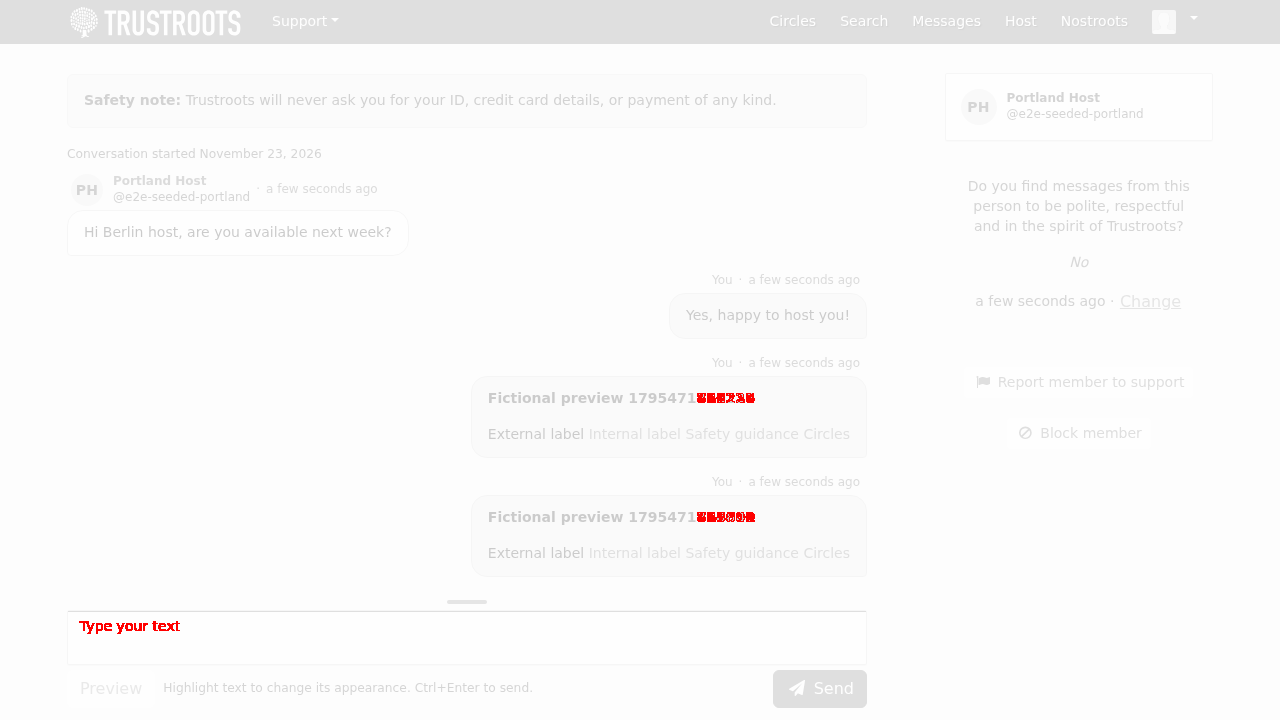 TRUSTROOTS Support Circles Search Messages Host Nostroots
Safety note: Trustroots will never ask you for your ID, credit card details, or payment of any kind.
Conversation started November 23, 2026
PH Portland Host
@e2e-seeded-portland · a few seconds ago
Hi Berlin host, are you available next week?
You · a few seconds ago
Yes, happy to host you!
You · a few seconds ago
Fictional preview
External label Internal label Safety guidance Circles
You · a few seconds ago
Fictional preview
External label Internal label Safety guidance Circles
Type your text
Preview Highlight text to change its appearance. Ctrl+Enter to send. Send
PH Portland Host
@e2e-seeded-portland
Do you find messages from this
person to be polite, respectful
and in the spirit of Trustroots?
No
a few seconds ago · Change
Report member to support
Block member